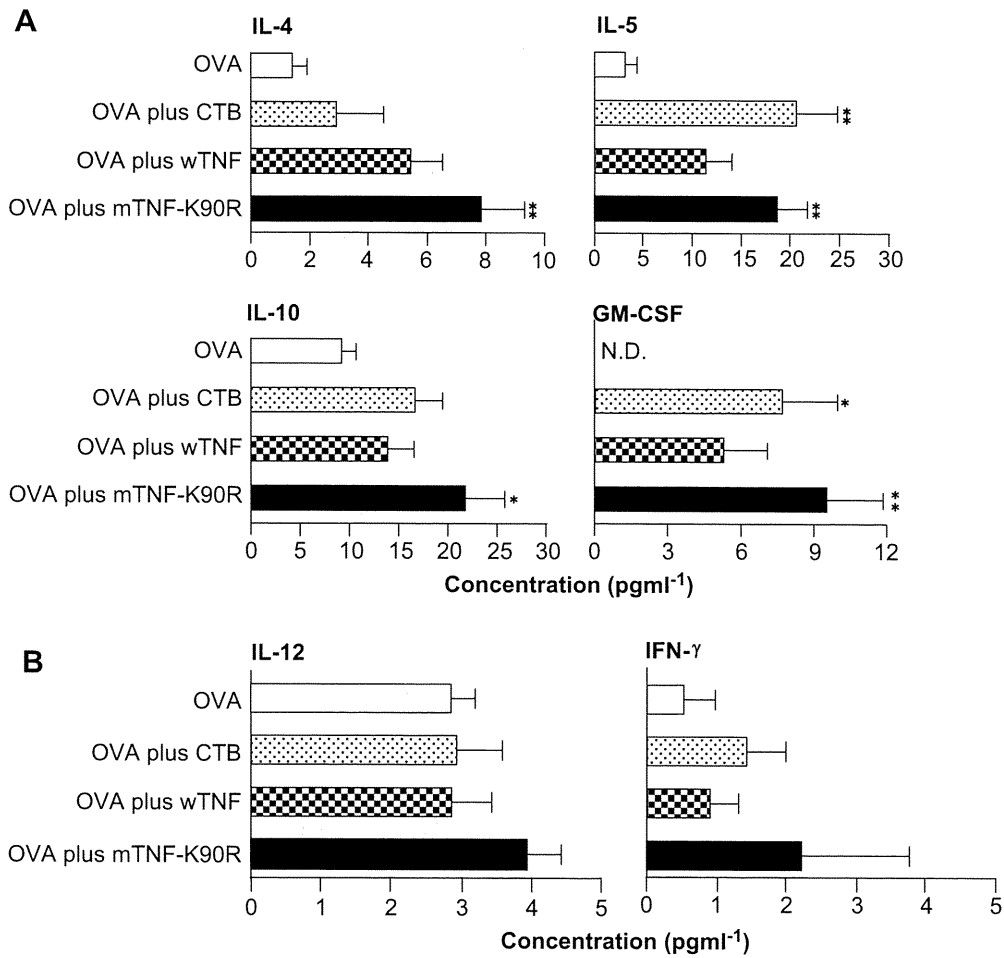 A
IL-4
IL-5
OVA
OVA plus CTB
**
OVA plus wTNF
OVA plus mTNF-K90R
**
**
0 2 4 6 8 10
0 5 10 15 20 25 30
IL-10
GM-CSF
OVA
N.D.
OVA plus CTB
*
OVA plus wTNF
OVA plus mTNF-K90R
*
**
0 5 10 15 20 25 30
0 3 6 9 12
Concentration (pgml⁻¹)
B
IL-12
IFN-γ
OVA
OVA plus CTB
OVA plus wTNF
OVA plus mTNF-K90R
0 1 2 3 4 5
0 1 2 3 4 5
Concentration (pgml⁻¹)